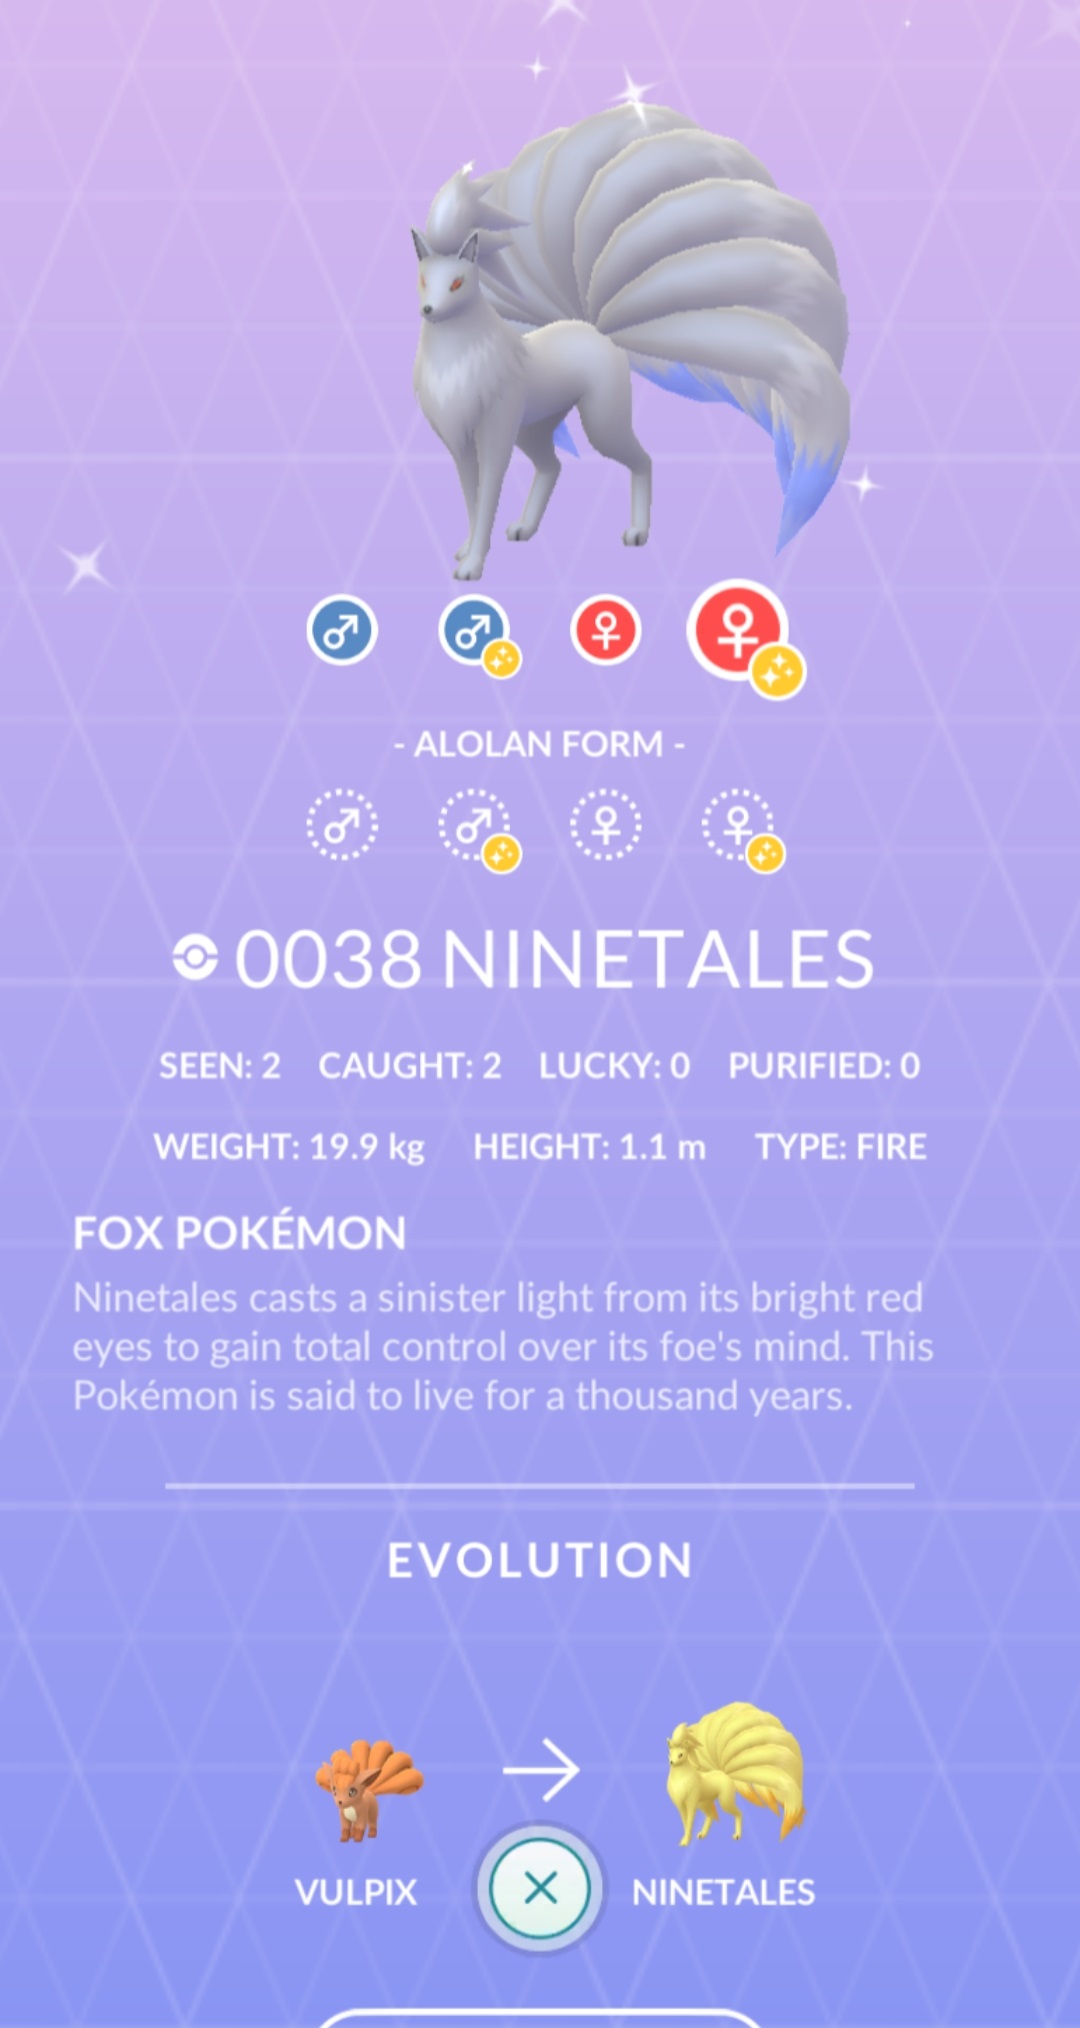 - ALOLAN FORM -
0038 NINETALES
SEEN: 2 CAUGHT: 2 LUCKY: 0 PURIFIED: 0
WEIGHT: 19.9 kg HEIGHT: 1.1 m TYPE: FIRE
FOX POKÉMON
Ninetales casts a sinister light from its bright red
eyes to gain total control over its foe's mind. This
Pokémon is said to live for a thousand years.
EVOLUTION
VULPIX NINETALES